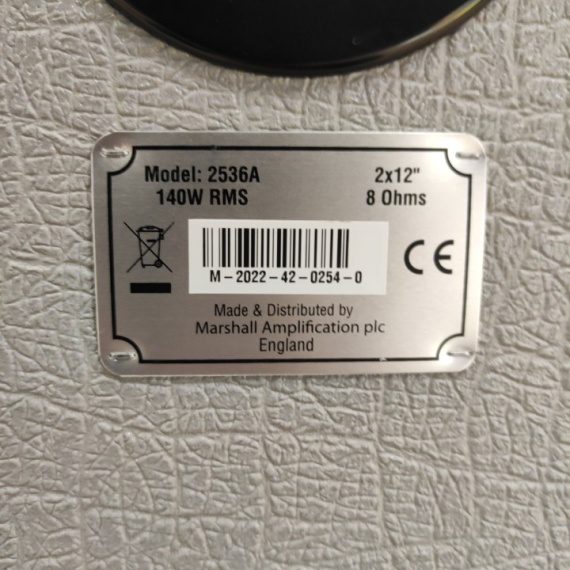 Model: 2536A 2x12"
140W RMS 8 Ohms
CE
M-2022-42-0254-0
Made & Distributed by
Marshall Amplification plc
England